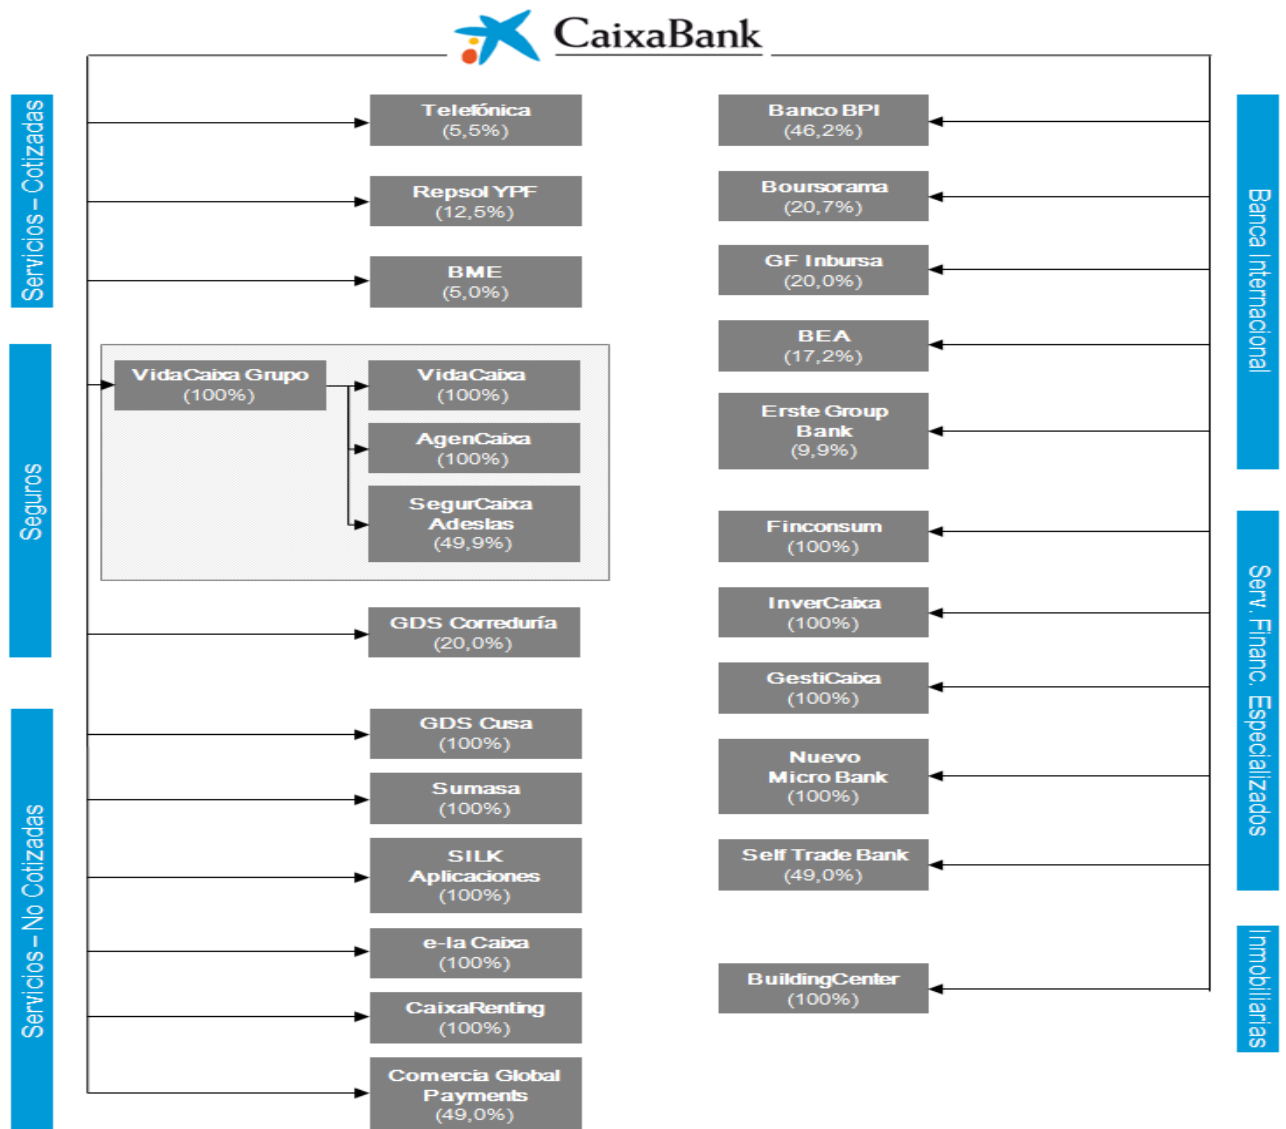 CaixaBank
Servicios – Cotizadas
Telefónica
(5,5%)
Repsol YPF
(12,5%)
BME
(5,0%)
Seguros
VidaCaixa Grupo
(100%)
VidaCaixa
(100%)
AgenCaixa
(100%)
SegurCaixa
Adeslas
(49,9%)
GDS Correduría
(20,0%)
Servicios – No Cotizadas
GDS Cusa
(100%)
Sumasa
(100%)
SILK
Aplicaciones
(100%)
e-la Caixa
(100%)
CaixaRenting
(100%)
Comercia Global
Payments
(49,0%)
Banca Internacional
Banco BPI
(46,2%)
Boursorama
(20,7%)
GF Inbursa
(20,0%)
BEA
(17,2%)
Erste Group
Bank
(9,9%)
Serv. Financ. Especializados
Finconsum
(100%)
InverCaixa
(100%)
GestiCaixa
(100%)
Nuevo
Micro Bank
(100%)
Self Trade Bank
(49,0%)
Inmobiliarias
BuildingCenter
(100%)